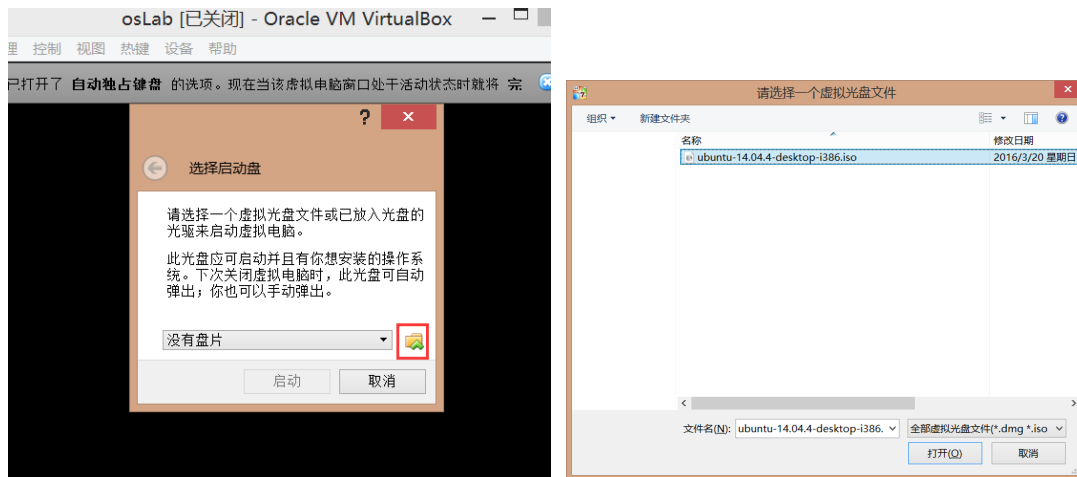 osLab [已关闭] - Oracle VM VirtualBox
理 控制 视图 热键 设备 帮助
已打开了 自动独占键盘 的选项。现在当该虚拟电脑窗口处于活动状态时就将 完
选择启动盘
请选择一个虚拟光盘文件或已放入光盘的
光驱来启动虚拟电脑。
此光盘应可启动并且有你想安装的操作系
统。下次关闭虚拟电脑时，此光盘可自动
弹出；你也可以手动弹出。
没有盘片
启动 取消
请选择一个虚拟光盘文件
组织 新建文件夹
名称 修改日期
ubuntu-14.04.4-desktop-i386.iso 2016/3/20 星期日
文件名(N): ubuntu-14.04.4-desktop-i386. 全部虚拟光盘文件(*.dmg *.iso
打开(O) 取消